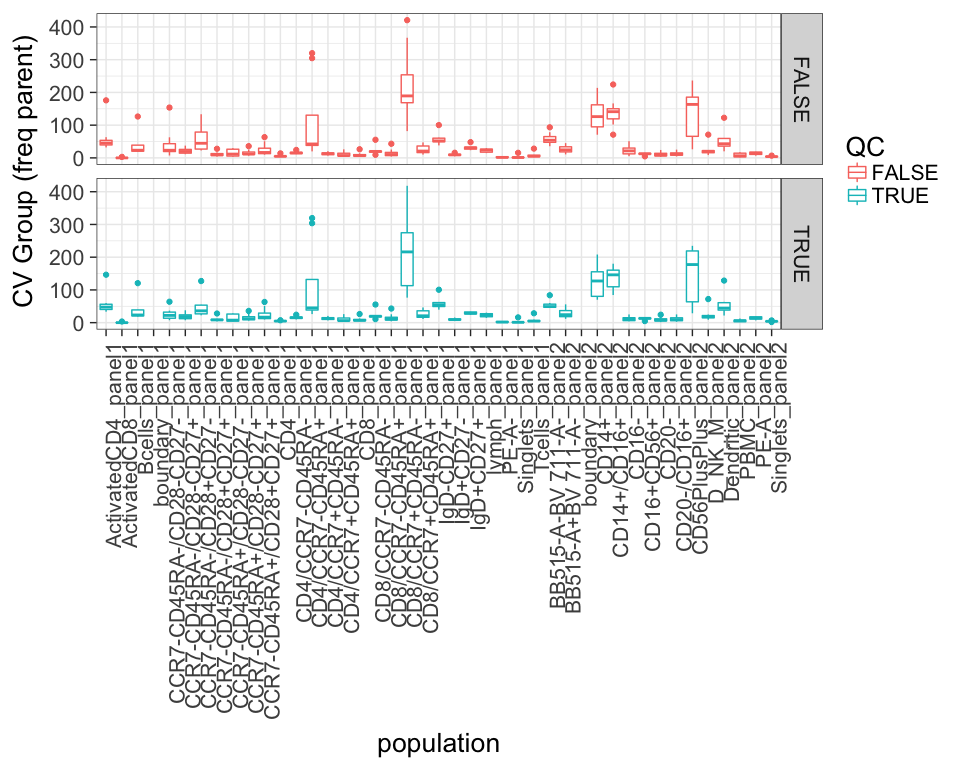 CV Group (freq parent)
400
300
200
100
0
FALSE
400
300
200
100
0
TRUE
QC
FALSE
TRUE
ActivatedCD4_panel1
ActivatedCD8_panel1
Bcells_panel1
boundary_panel1
CCR7-CD45RA-/CD28-CD27-_panel1
CCR7-CD45RA-/CD28-CD27+_panel1
CCR7-CD45RA-/CD28+CD27-_panel1
CCR7-CD45RA-/CD28+CD27+_panel1
CCR7-CD45RA+/CD28-CD27-_panel1
CCR7-CD45RA+/CD28-CD27+_panel1
CCR7-CD45RA+/CD28+CD27+_panel1
CD4_panel1
CD4/CCR7-CD45RA-_panel1
CD4/CCR7-CD45RA+_panel1
CD4/CCR7+CD45RA-_panel1
CD4/CCR7+CD45RA+_panel1
CD8_panel1
CD8/CCR7-CD45RA-_panel1
CD8/CCR7-CD45RA+_panel1
CD8/CCR7+CD45RA-_panel1
CD8/CCR7+CD45RA+_panel1
IgD-CD27+_panel1
IgD+CD27-_panel1
IgD+CD27+_panel1
lymph_panel1
PE-A_panel1
Singlets_panel1
Tcells_panel1
BB515-A-BV 711-A-_panel2
BB515-A+BV 711-A-_panel2
boundary_panel2
CD14+_panel2
CD14+/CD16+_panel2
CD16-_panel2
CD16+CD56+_panel2
CD20-_panel2
CD20-/CD16+_panel2
CD56PlusPlus_panel2
D_NK_M_panel2
Dendritic_panel2
PBMC_panel2
PE-A_panel2
Singlets_panel2
population